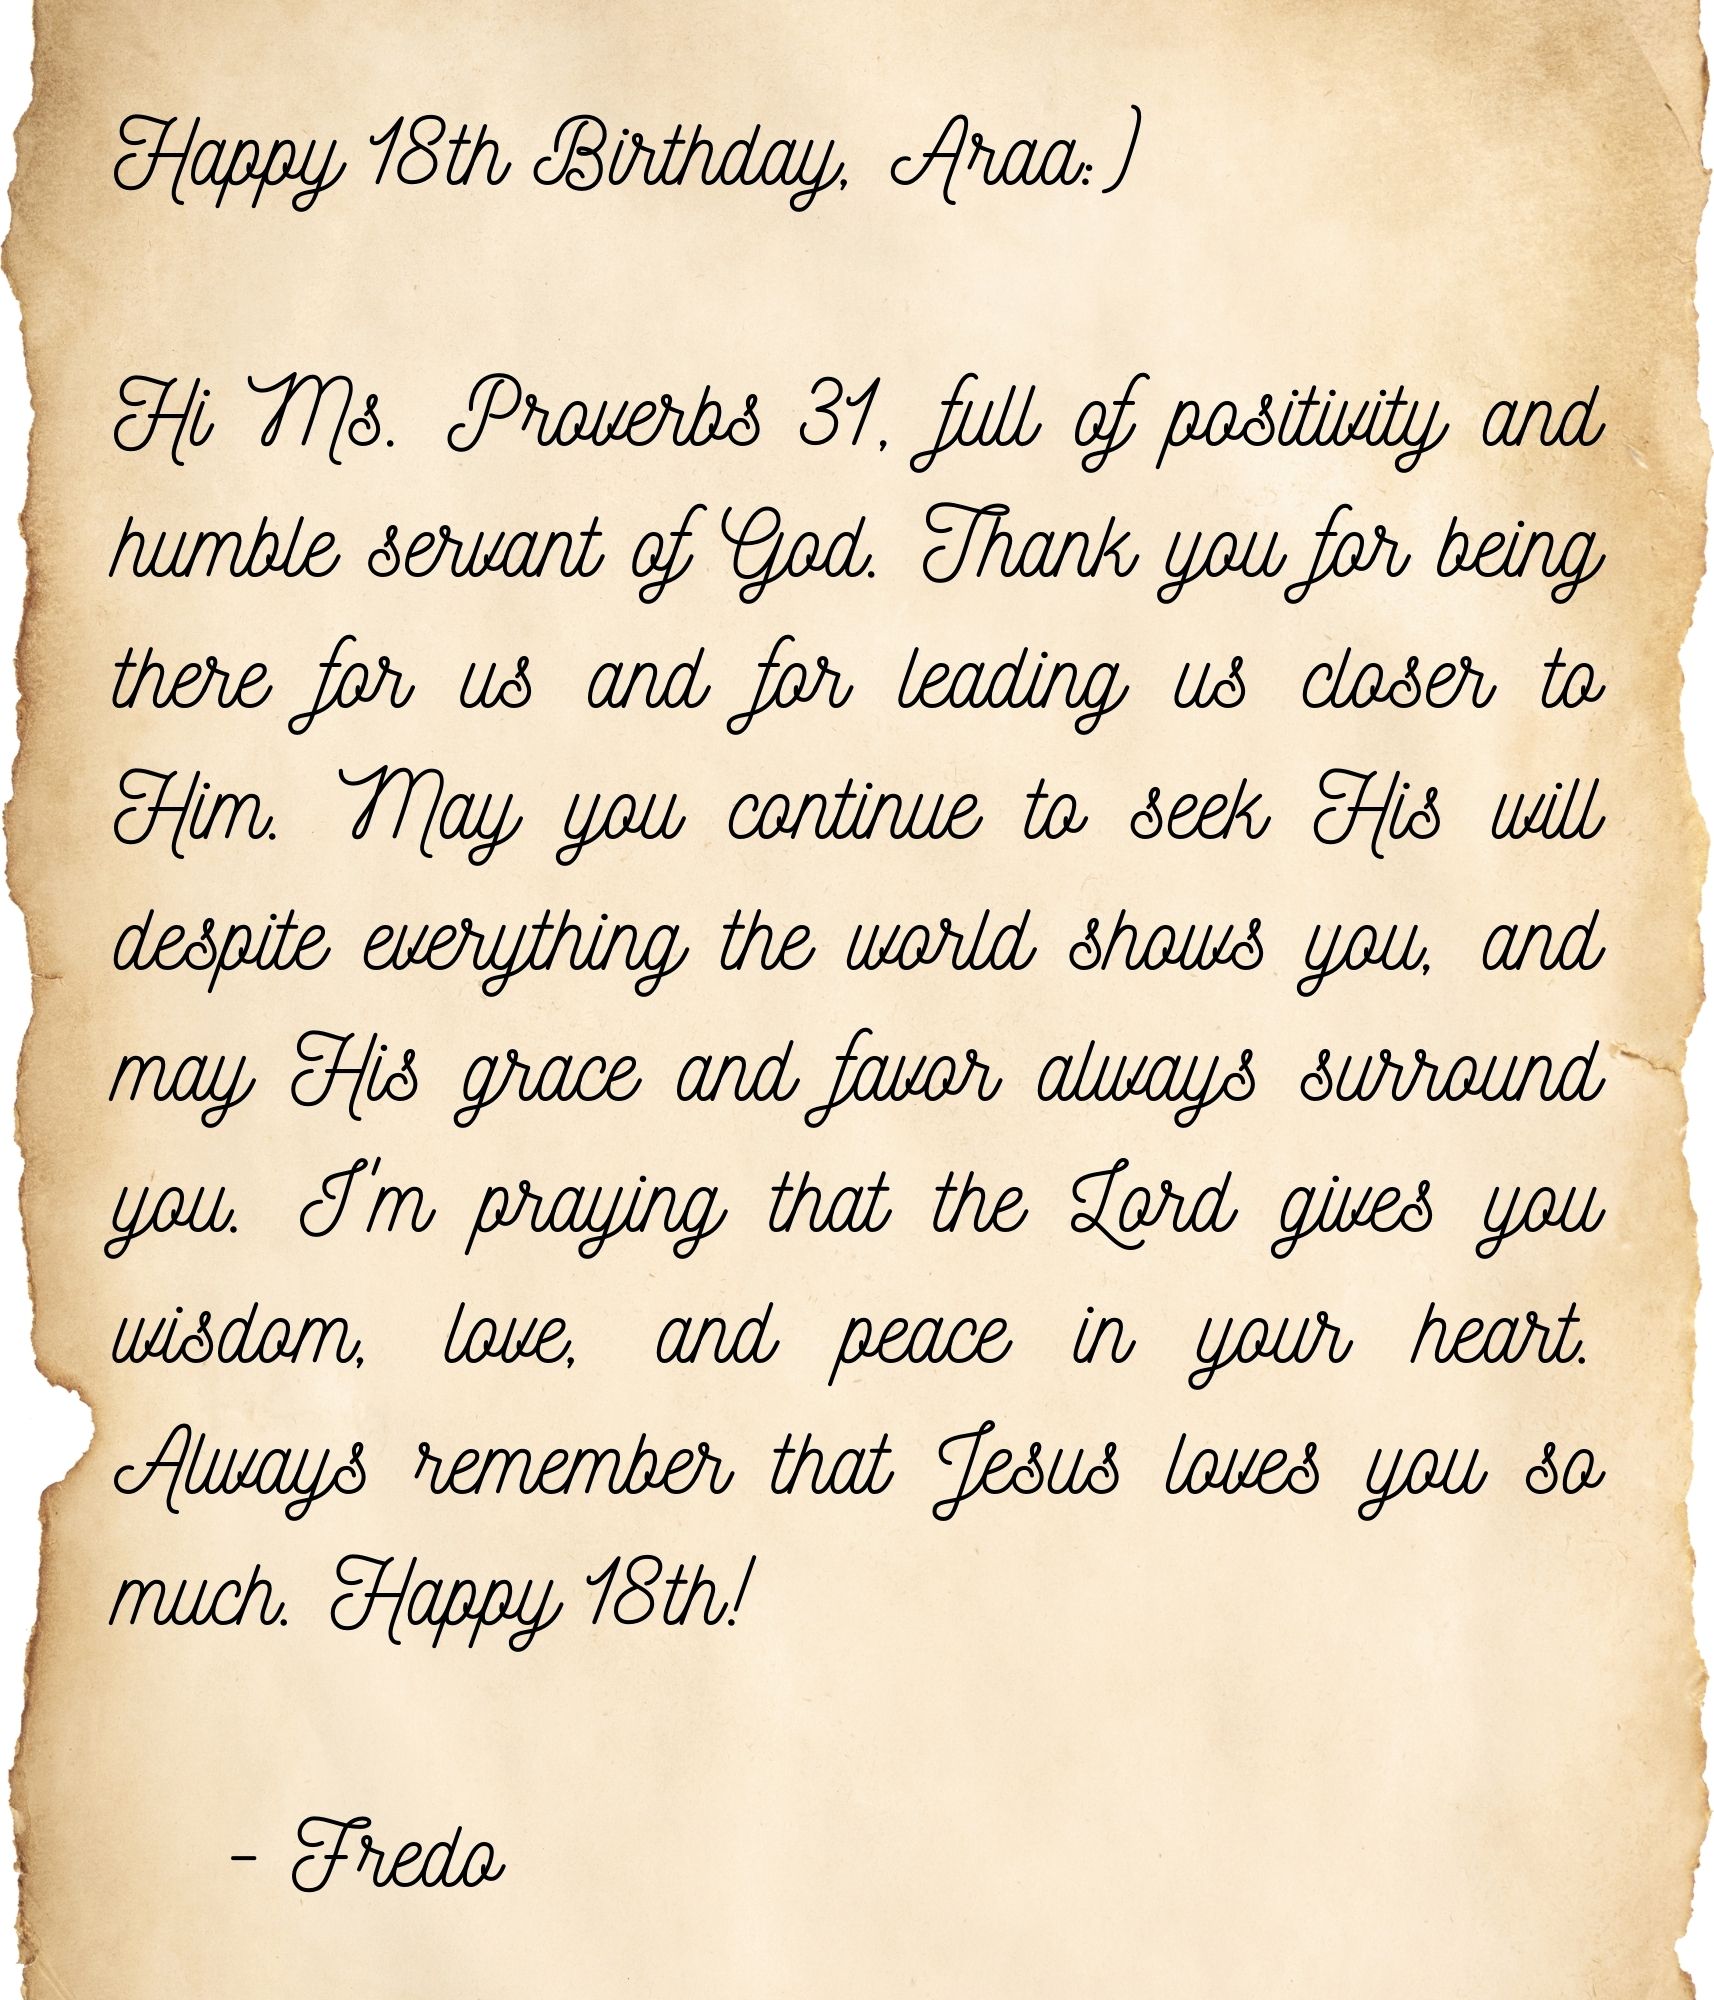 Happy 18th Birthday, Araa:)
Hi Ms. Proverbs 31, full of positivity and
humble servant of God. Thank you for being
there for us and for leading us closer to
Him. May you continue to seek His will
despite everything the world shows you, and
may His grace and favor always surround
you. I'm praying that the Lord gives you
wisdom, love, and peace in your heart.
Always remember that Jesus loves you so
much. Happy 18th!
- Fredo